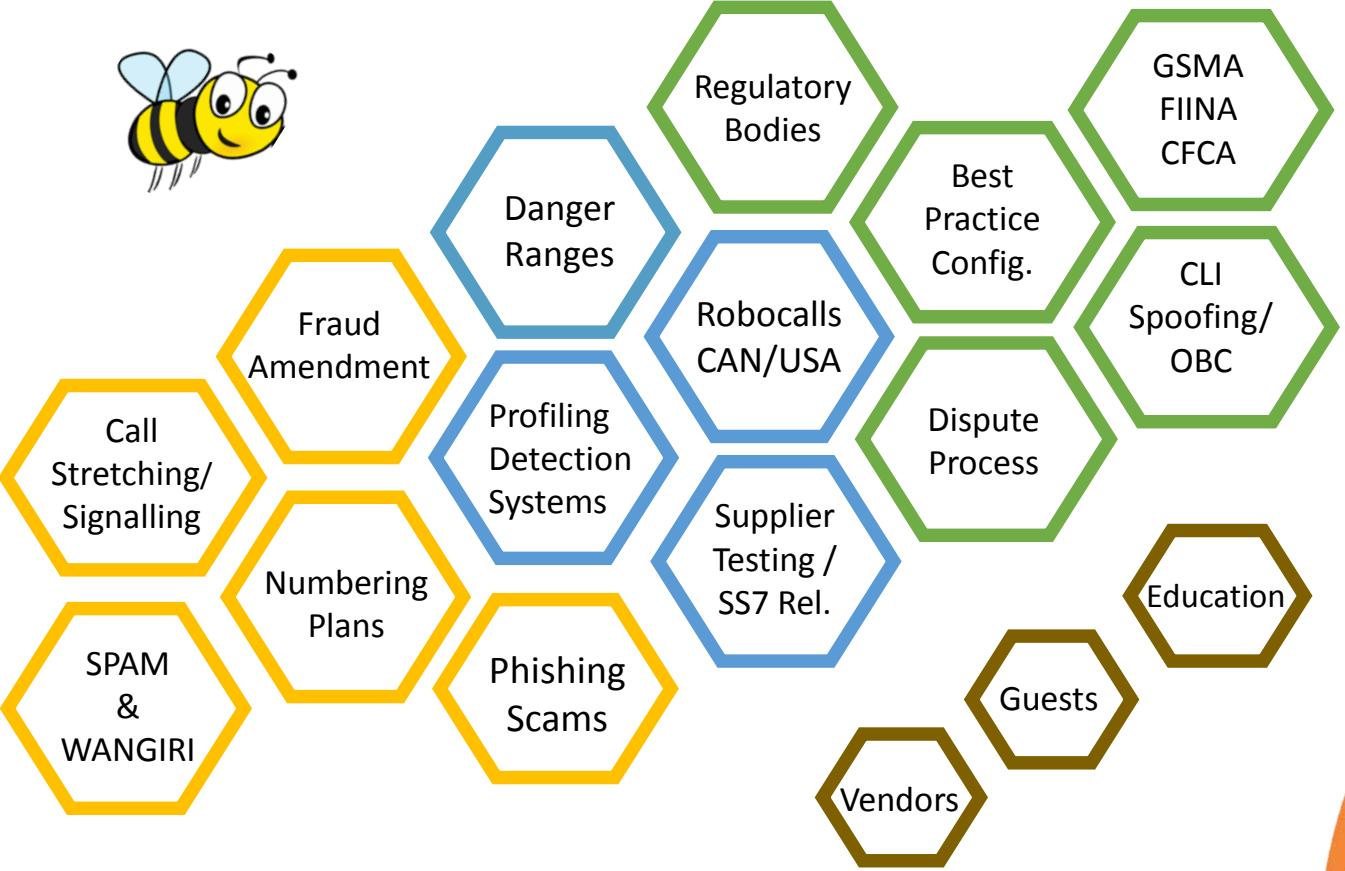 Regulatory
Bodies
GSMA
FIINA
CFCA
Danger
Ranges
Best
Practice
Config.
Fraud
Amendment
Robocalls
CAN/USA
CLI
Spoofing/
OBC
Call
Stretching/
Signalling
Profiling
Detection
Systems
Dispute
Process
Numbering
Plans
Supplier
Testing /
SS7 Rel.
SPAM
&
WANGIRI
Phishing
Scams
Education
Guests
Vendors